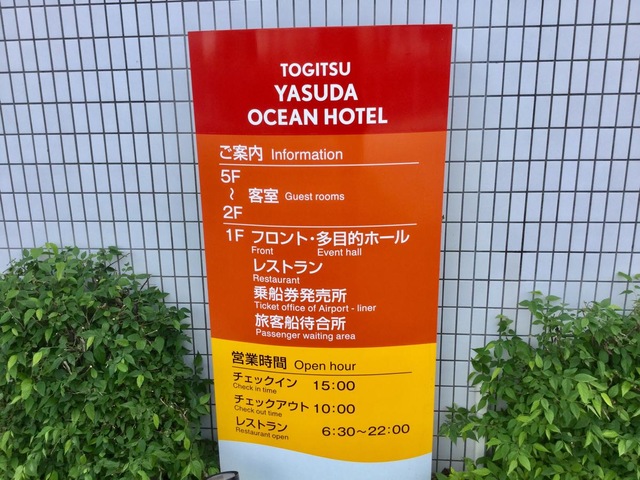 TOGITSU
YASUDA
OCEAN HOTEL
ご案内 Information
5F
〜 客室 Guest rooms
2F
1F フロント・多目的ホール
Front Event hall
レストラン
Restaurant
乗船券発売所
Ticket office of Airport - liner
旅客船待合所
Passenger waiting area
営業時間 Open hour
チェックイン 15:00
Check in time
チェックアウト 10:00
Check out time
レストラン 6:30〜22:00
Restaurant open